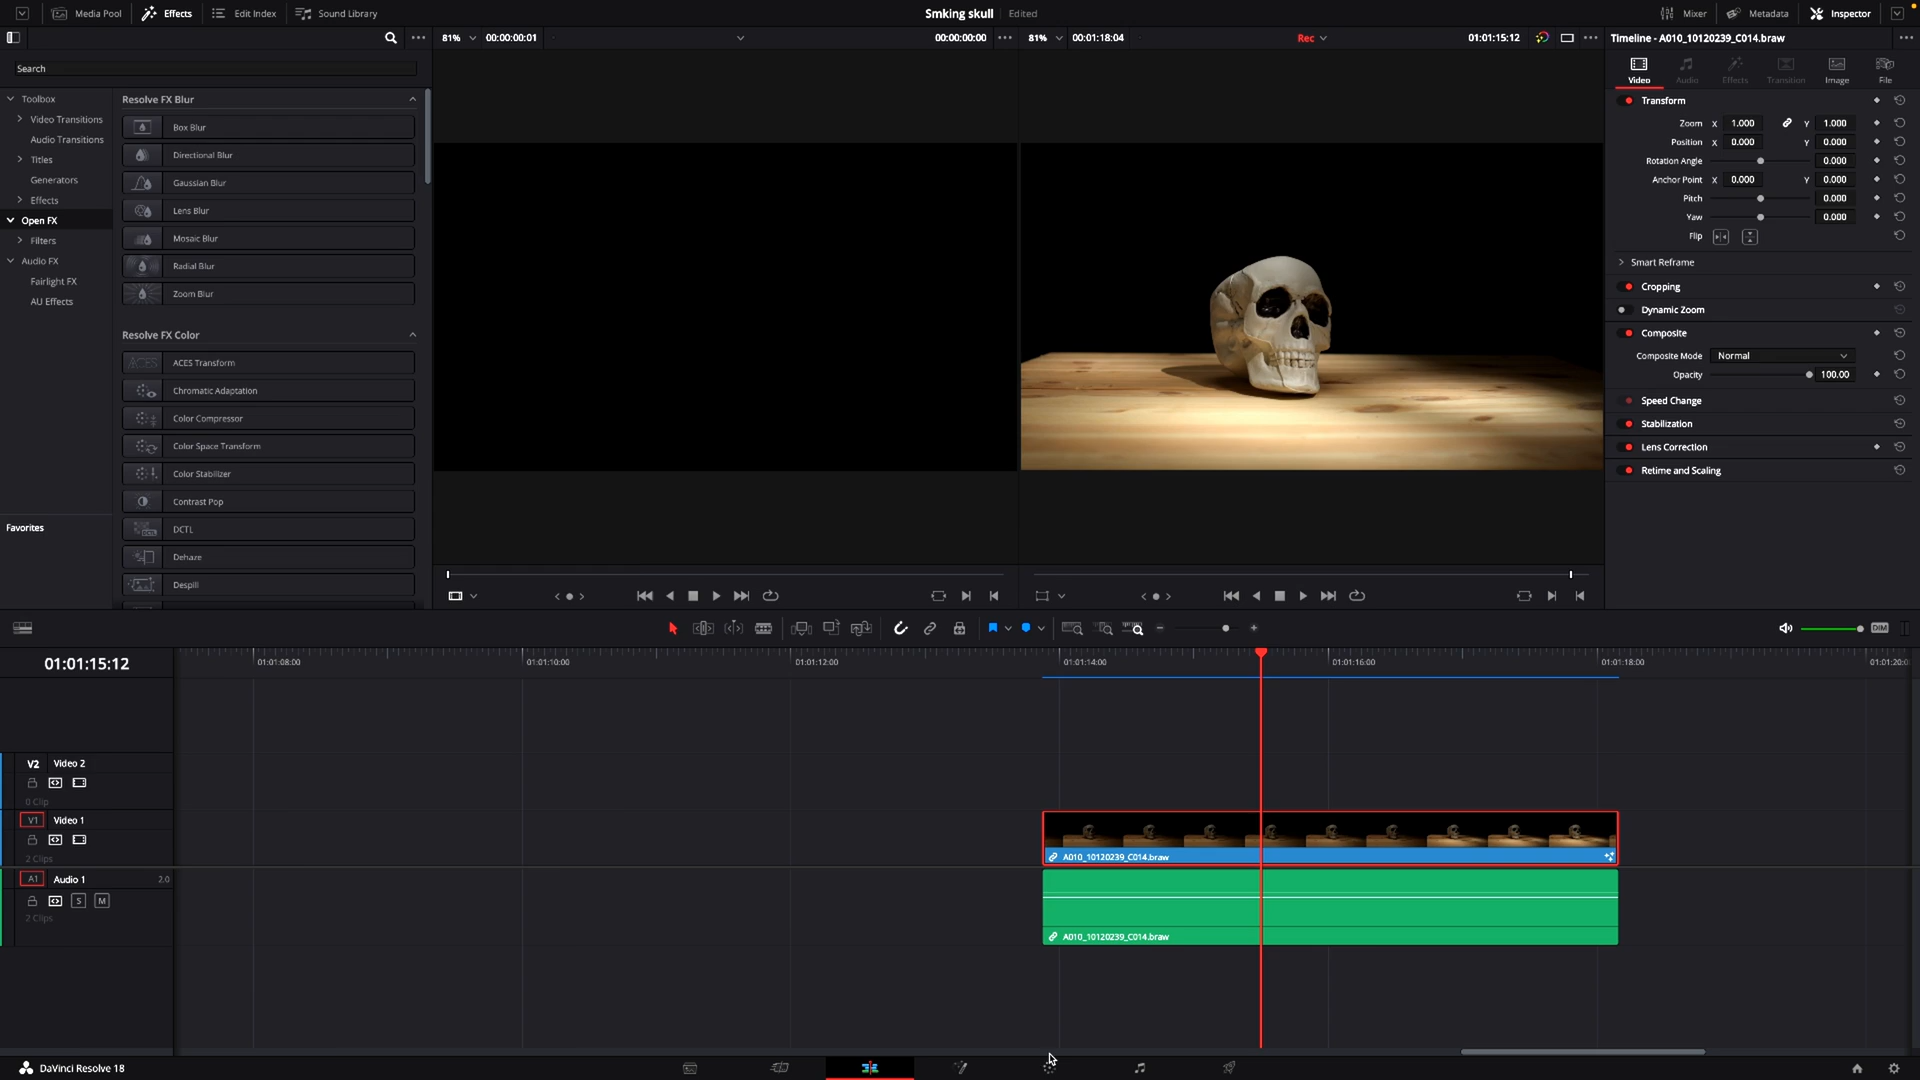 Media Pool
Effects
Edit Index
Sound Library
Smking skull
Edited
Mixer
Metadata
Inspector
81%
00:00:00:01
00:00:00:00
81%
00:01:18:04
Rec
01:01:15:12
Timeline - A010_10120239_C014.braw
Search
Toolbox
Video Transitions
Audio Transitions
Titles
Generators
Effects
Open FX
Filters
Audio FX
Fairlight FX
AU Effects
Favorites
Resolve FX Blur
Box Blur
Directional Blur
Gaussian Blur
Lens Blur
Mosaic Blur
Radial Blur
Zoom Blur
Resolve FX Color
ACES Transform
Chromatic Adaptation
Color Compressor
Color Space Transform
Color Stabilizer
Contrast Pop
DCTL
Dehaze
Despill
Video
Audio
Effects
Transition
Image
File
Transform
Zoom X 1.000 Y 1.000
Position X 0.000 Y 0.000
Rotation Angle 0.000
Anchor Point X 0.000 Y 0.000
Pitch 0.000
Yaw 0.000
Flip
Smart Reframe
Cropping
Dynamic Zoom
Composite
Composite Mode Normal
Opacity 100.00
Speed Change
Stabilization
Lens Correction
Retime and Scaling
DIM
01:01:15:12
01:01:08:00
01:01:10:00
01:01:12:00
01:01:14:00
01:01:16:00
01:01:18:00
01:01:20:0
V2 Video 2
0 Clip
V1 Video 1
2 Clips
A010_10120239_C014.braw
A1 Audio 1 2.0
S M
2 Clips
A010_10120239_C014.braw
DaVinci Resolve 18